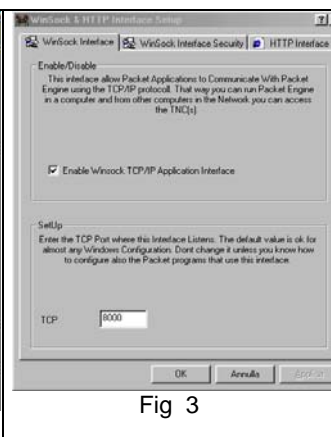 WinSock & HTTP Interface Setup
WinSock Interface
WinSock Interface Security
HTTP Interface
Enable/Disable
This interface allow Packet Applications to Communicate With Packet
Engine using the TCP/IP protocoll. That way you can run Packet Engine
in a computer and from other computers in the Network you can access
the TNC(s)
Enable Winsock TCP/IP Application Interface
SetUp
Enter the TCP Port where this Interface Listens. The default value is ok for
almost any Windows Configuration. Dont change it unless you know how
to configure also the Packet programs that use this interface
TCP
8000
OK
Annulla
Fig 3